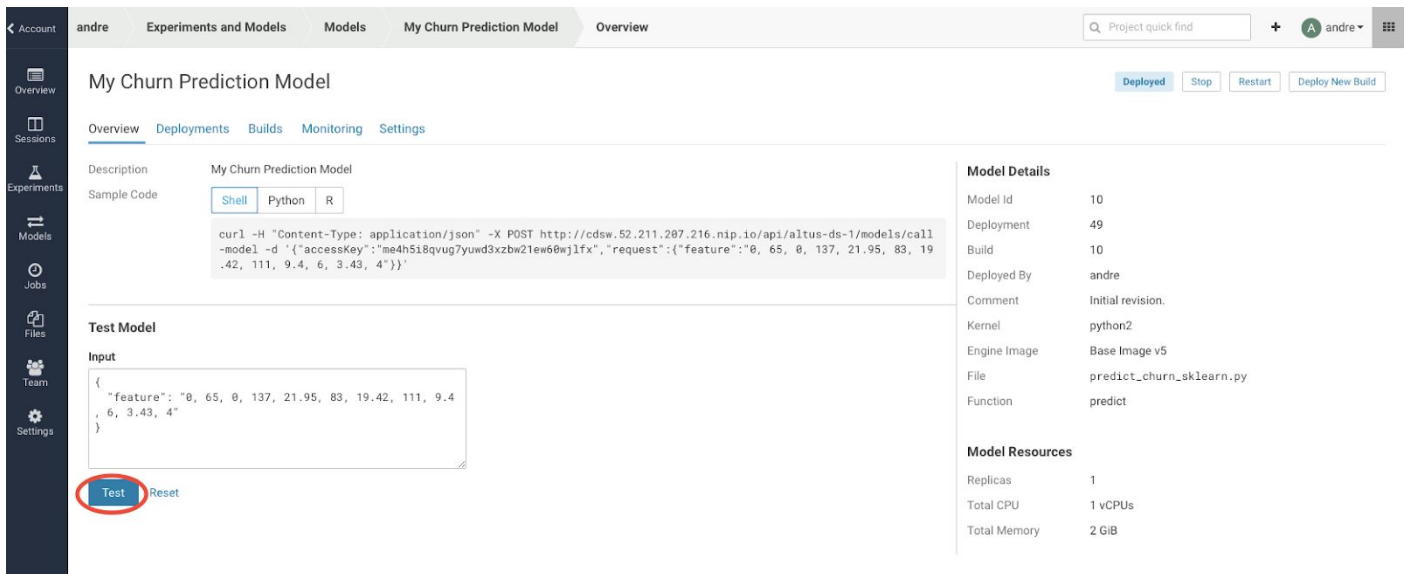 Account
andre Experiments and Models Models My Churn Prediction Model Overview
Project quick find
+
A andre
Overview
Sessions
Experiments
Models
Jobs
Files
Team
Settings
My Churn Prediction Model
Deployed Stop Restart Deploy New Build
Overview Deployments Builds Monitoring Settings
Description My Churn Prediction Model
Sample Code
Shell Python R
curl -H "Content-Type: application/json" -X POST http://cdsw.52.211.207.216.nip.io/api/altus-ds-1/models/call
-model -d '{"accessKey":"me4h5i8qvug7yuwd3xzbw21ew60wjlfx","request":{"feature":"0, 65, 0, 137, 21.95, 83, 19
.42, 111, 9.4, 6, 3.43, 4"}}'
Test Model
Input
{
"feature": "0, 65, 0, 137, 21.95, 83, 19.42, 111, 9.4
, 6, 3.43, 4"
}
Test Reset
Model Details
Model Id 10
Deployment 49
Build 10
Deployed By andre
Comment Initial revision.
Kernel python2
Engine Image Base Image v5
File predict_churn_sklearn.py
Function predict
Model Resources
Replicas 1
Total CPU 1 vCPUs
Total Memory 2 GiB